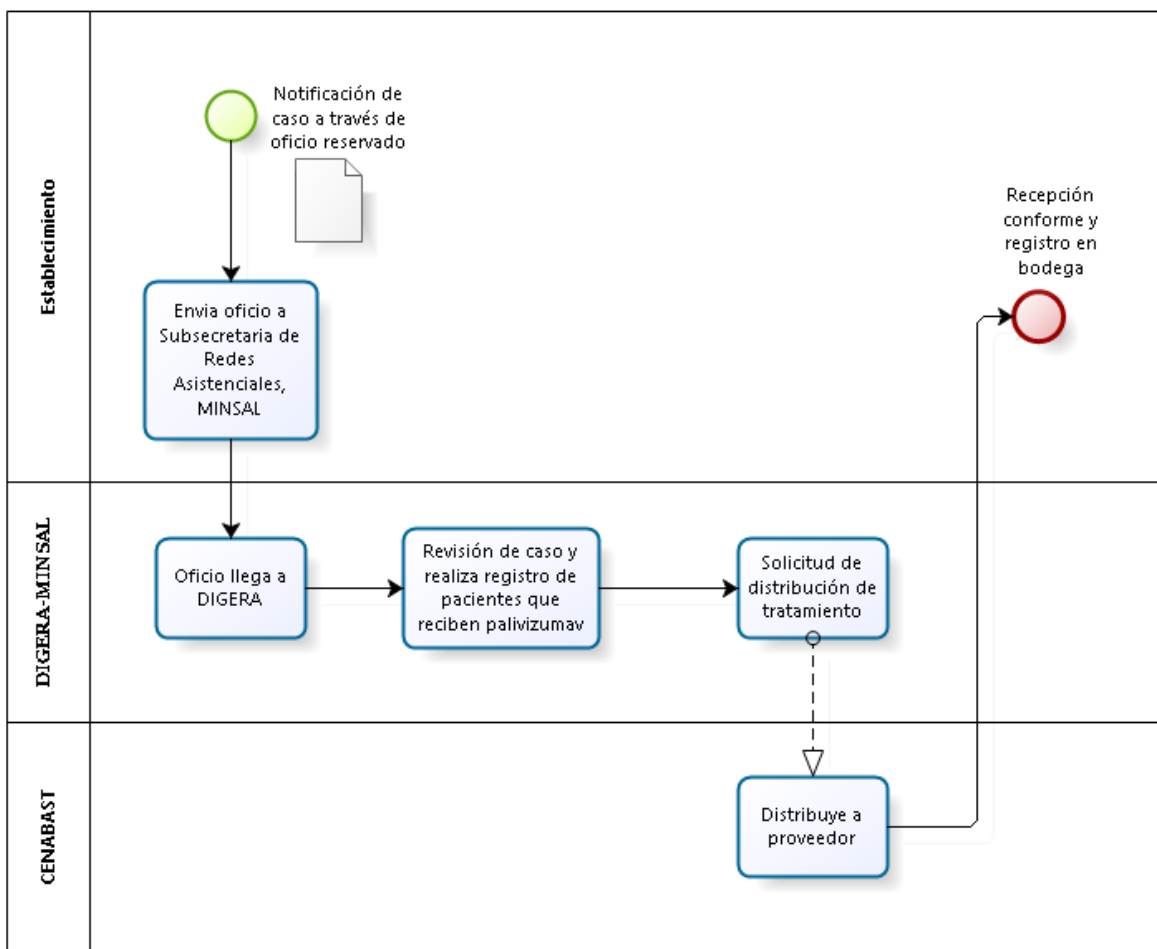 Establecimiento
Notificación de
caso a través de
oficio reservado
Envia oficio a
Subsecretaria de
Redes
Asistenciales,
MINSAL
Recepción
conforme y
registro en
bodega
DIGERA-MINSAL
Oficio llega a
DIGERA
Revisión de caso y
realiza registro de
pacientes que
reciben palivizumav
Solicitud de
distribución de
tratamiento
CENABAST
Distribuye a
proveedor